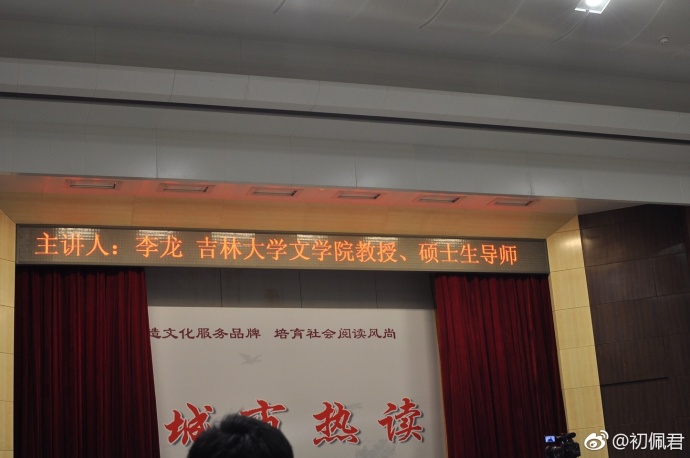 主讲人：李龙 吉林大学文学院教授、硕士生导师
造文化服务品牌 培育社会阅读风尚
城市热读
@初佩君